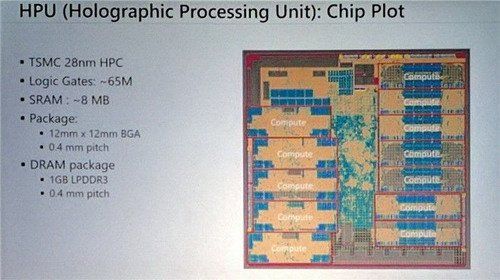 HPU (Holographic Processing Unit): Chip Plot
▪ TSMC 28nm HPC
▪ Logic Gates: ~65M
▪ SRAM : ~8 MB
▪ Package:
▪ 12mm x 12mm BGA
▪ 0.4 mm pitch
▪ DRAM package
▪ 1GB LPDDR3
▪ 0.4 mm pitch
Compute
Compute
Compute
Compute
Compute
Compute
Compute
Compute
Compute
Compute
Compute
Compute